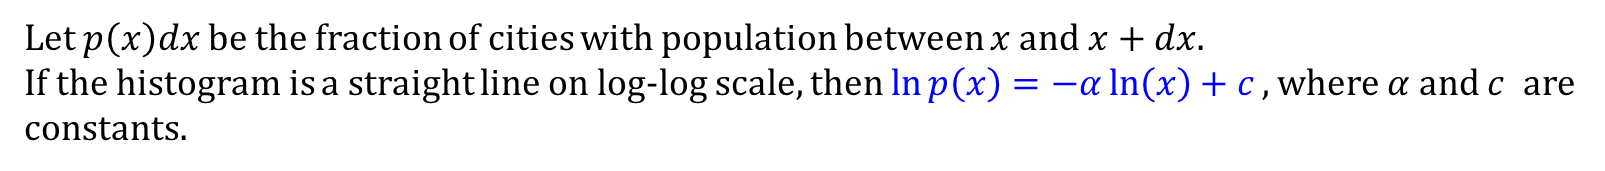 Let p(x)dx be the fraction of cities with population between x and x + dx.
If the histogram is a straight line on log-log scale, then ln p(x) = −α ln(x) + c , where α and c are
constants.